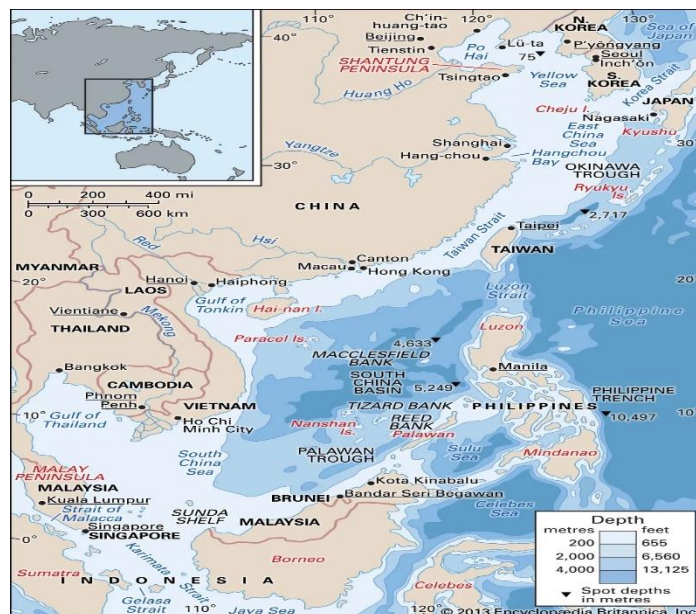 110°
120°
130°
40°
Ch'in-
huang-tao
Beijing
Tienstin
Po
Hai
Lü-ta
75
N.
KOREA
Sea of
Japan
P'yŏngyang
Seoul
Inch'ŏn
S.
KOREA
SHANTUNG
PENINSULA
Tsingtao
Yellow
Sea
Huang Ho
Korea Strait
JAPAN
Cheju I.
Nagasaki
Kyushu
East
China
Sea
Shanghai
Hang-chou
Hangchou
Bay
Yangtze
30°
OKINAWA
TROUGH
Ryukyu
Is.
2,717
0 200 400 mi
0 300 600 km
CHINA
Taiwan Strait
Taipei
TAIWAN
Red
Hsi
Canton
Macau
Hong Kong
MYANMAR
20°
LAOS
Hanoi
Haiphong
Gulf of
Tonkin
Hai-nan I.
Luzon
Strait
20°
Philippine
Sea
Vientiane
Mekong
THAILAND
Paracel Is.
4,633
MACCLESFIELD
BANK
Luzon
Bangkok
SOUTH
CHINA
BASIN
5,249
Manila
CAMBODIA
Phnom
Penh
VIETNAM
Ho Chi
Minh City
TIZARD BANK
REED
BANK
PHILIPPINES
PHILIPPINE
TRENCH
10,497
10°
10°
Gulf of
Thailand
Nanshan
Is.
Palawan
South
China
Sea
PALAWAN
TROUGH
Sulu
Sea
Mindanao
MALAY
PENINSULA
MALAYSIA
Kuala Lumpur
Strait of
Malacca
Singapore
SINGAPORE
SUNDA
SHELF
BRUNEI
Kota Kinabalu
Bandar Seri Begawan
MALAYSIA
Celebes
Sea
0°
Karimata Strait
Borneo
Sumatra
INDONESIA
Gelasa
Strait
Java Sea
Celebes
110°
120°
Depth
metres feet
200 655
2,000 6,560
4,000 13,125
Spot depths
in metres
© 2013 Encyclopædia Britannica, Inc.